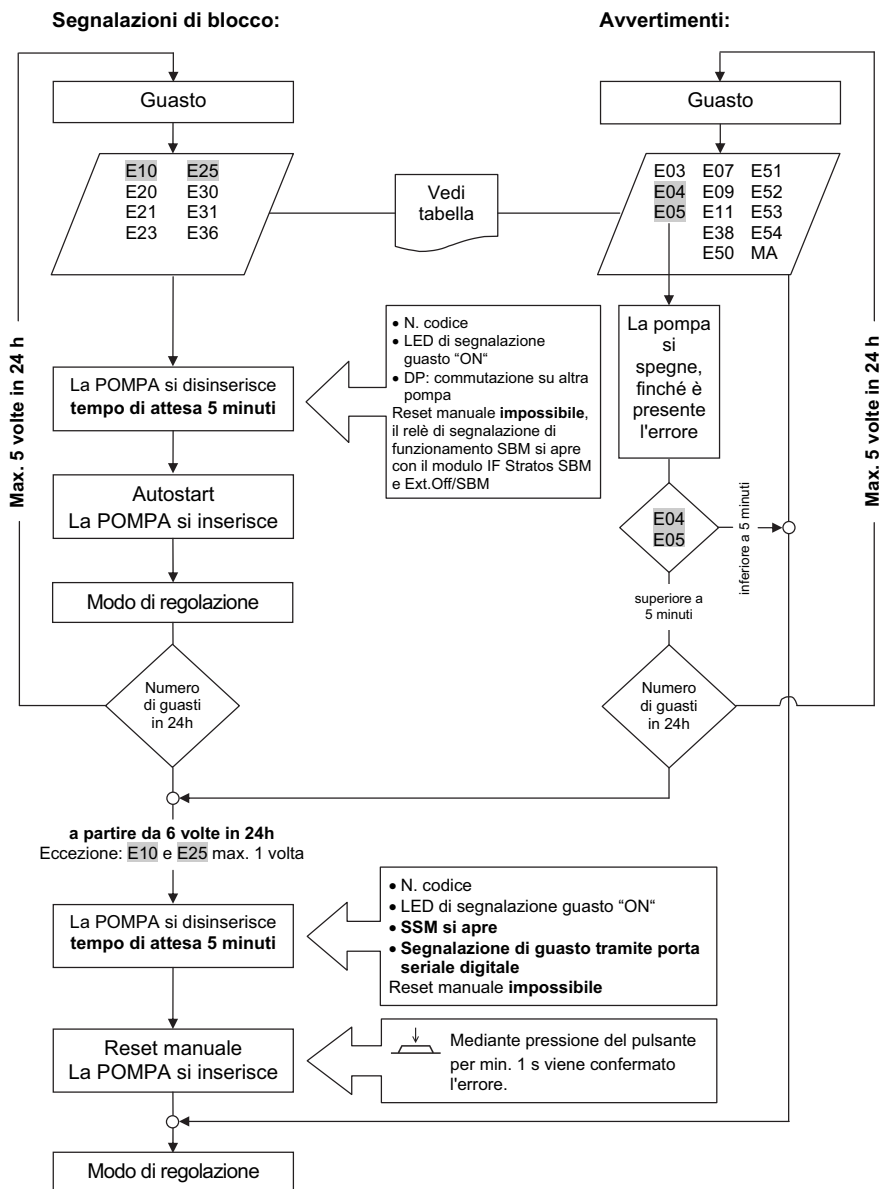 Segnalazioni di blocco:
Guasto
E10 E25
E20 E30
E21 E31
E23 E36
Vedi
tabella
Max. 5 volte in 24 h
La POMPA si disinserisce
tempo di attesa 5 minuti
• N. codice
• LED di segnalazione
guasto “ON“
• DP: commutazione su altra
pompa
Reset manuale impossibile,
il relè di segnalazione di
funzionamento SBM si apre
con il modulo IF Stratos SBM
e Ext.Off/SBM
Autostart
La POMPA si inserisce
Modo di regolazione
Numero
di guasti
in 24h
Avvertimenti:
Guasto
E03 E07 E51
E04 E09 E52
E05 E11 E53
E38 E54
E50 MA
La pompa
si
spegne,
finché è
presente
l'errore
E04
E05
inferiore a 5 minuti
superiore a
5 minuti
Max. 5 volte in 24 h
Numero
di guasti
in 24h
a partire da 6 volte in 24h
Eccezione: E10 e E25 max. 1 volta
La POMPA si disinserisce
tempo di attesa 5 minuti
• N. codice
• LED di segnalazione guasto “ON“
• SSM si apre
• Segnalazione di guasto tramite porta
seriale digitale
Reset manuale impossibile
Reset manuale
La POMPA si inserisce
Mediante pressione del pulsante
per min. 1 s viene confermato
l'errore.
Modo di regolazione